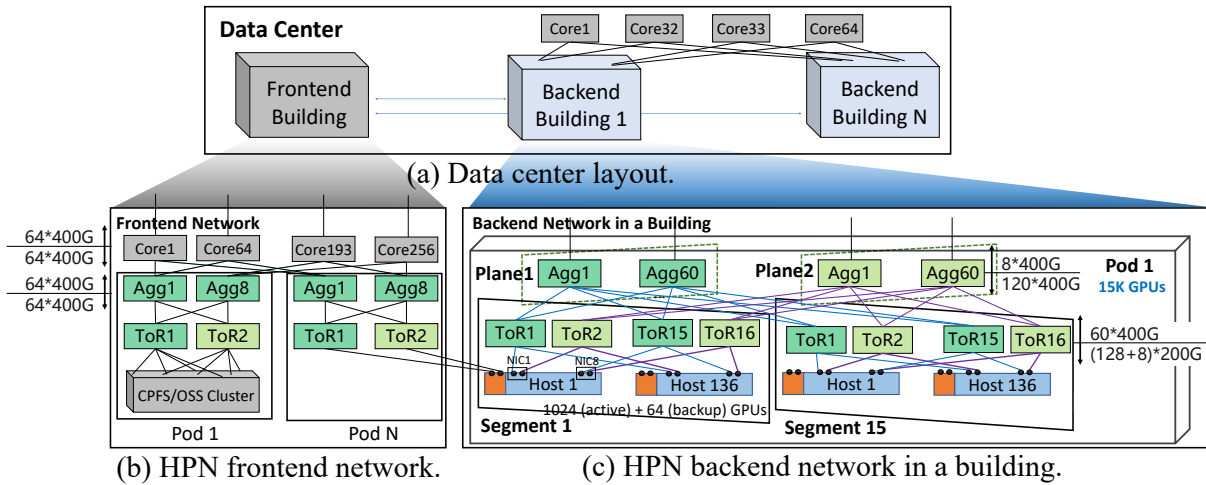 Data Center
Core1 Core32 Core33 Core64
Frontend
Building
Backend
Building 1
Backend
Building N
(a) Data center layout.
Frontend Network
64*400G
64*400G
Core1 Core64 Core193 Core256
64*400G
64*400G
Agg1 Agg8 Agg1 Agg8
ToR1 ToR2 ToR1 ToR2
CPFS/OSS Cluster
Pod 1 Pod N
(b) HPN frontend network.
Backend Network in a Building
Plane1 Agg1 Agg60 Plane2 Agg1 Agg60
8*400G
120*400G
Pod 1
15K GPUs
ToR1 ToR2 ToR15 ToR16 ToR1 ToR2 ToR15 ToR16
60*400G
(128+8)*200G
NIC1 NIC8
Host 1 Host 136 Host 1 Host 136
1024 (active) + 64 (backup) GPUs
Segment 1 Segment 15
(c) HPN backend network in a building.